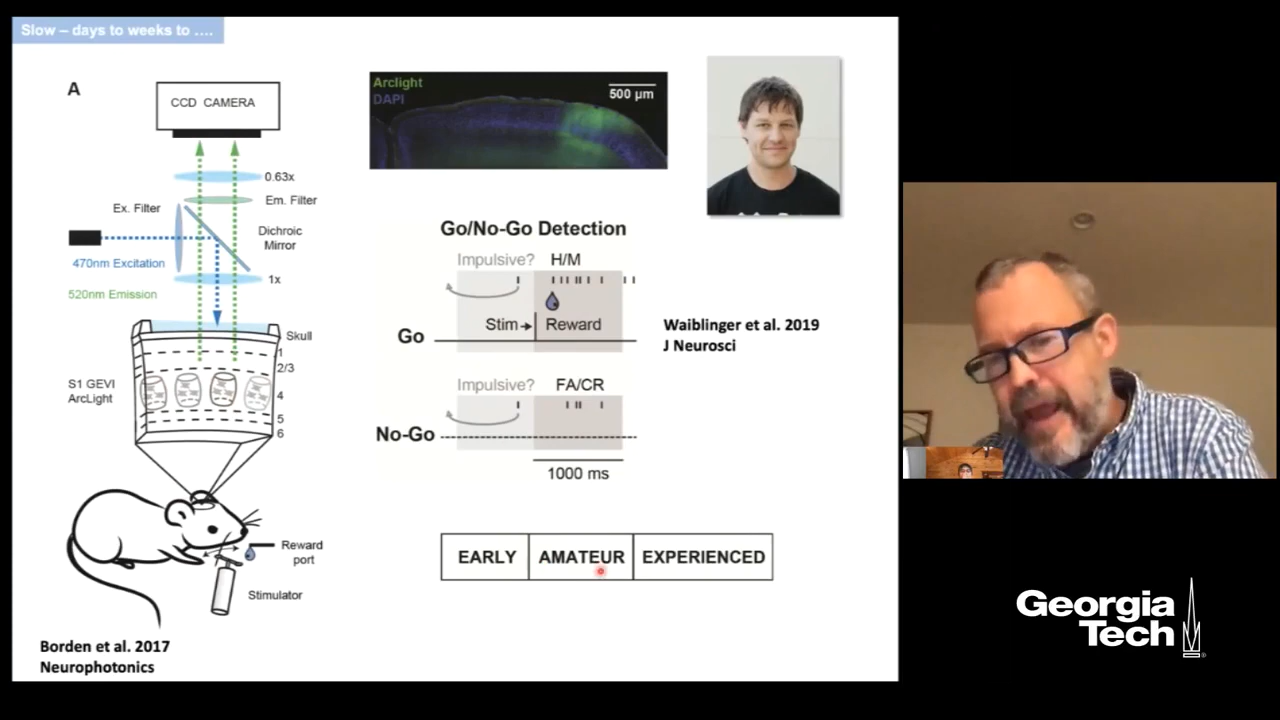 Slow – days to weeks to ....
A
CCD CAMERA
0.63x
Em. Filter
Ex. Filter
Dichroic
Mirror
470nm Excitation
1x
520nm Emission
Skull
1
2/3
S1 GEVI
ArcLight
4
5
6
Reward
port
Stimulator
Borden et al. 2017
Neurophotonics
Arclight
DAPI
500 µm
Go/No-Go Detection
Impulsive? H/M
Stim Reward
Go
Waiblinger et al. 2019
J Neurosci
Impulsive? FA/CR
No-Go
1000 ms
EARLY AMATEUR EXPERIENCED
Georgia
Tech